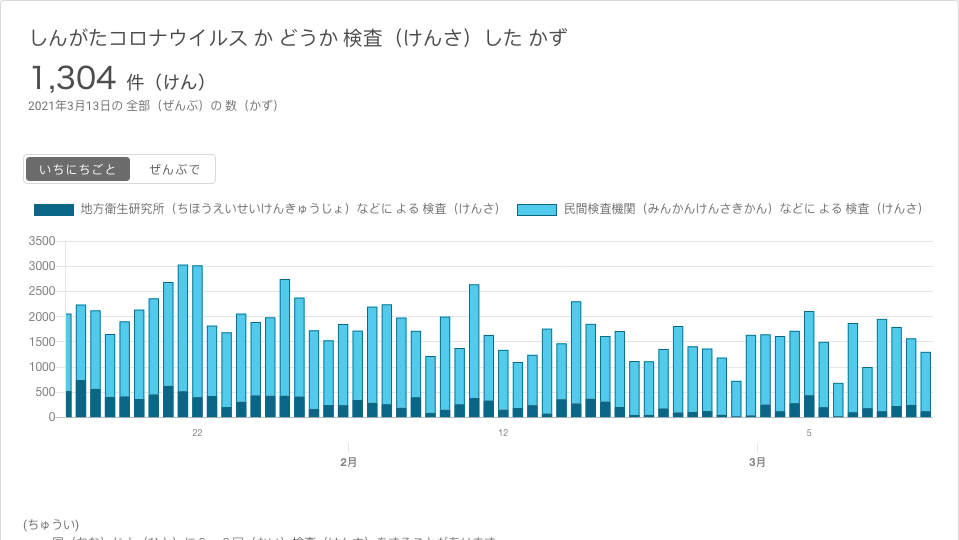 しんがたコロナウイルス か どうか 検査（けんさ）した かず
1,304 件（けん）
2021年3月13日の 全部（ぜんぶ）の 数（かず）
いちにちごと ぜんぶで
地方衛生研究所（ちほうえいせいけんきゅうじょ）などに よる 検査（けんさ） 民間検査機関（みんかんけんさきかん）などに よる 検査（けんさ）
3500
3000
2500
2000
1500
1000
500
0
22 12 5
2月 3月
(ちゅうい)